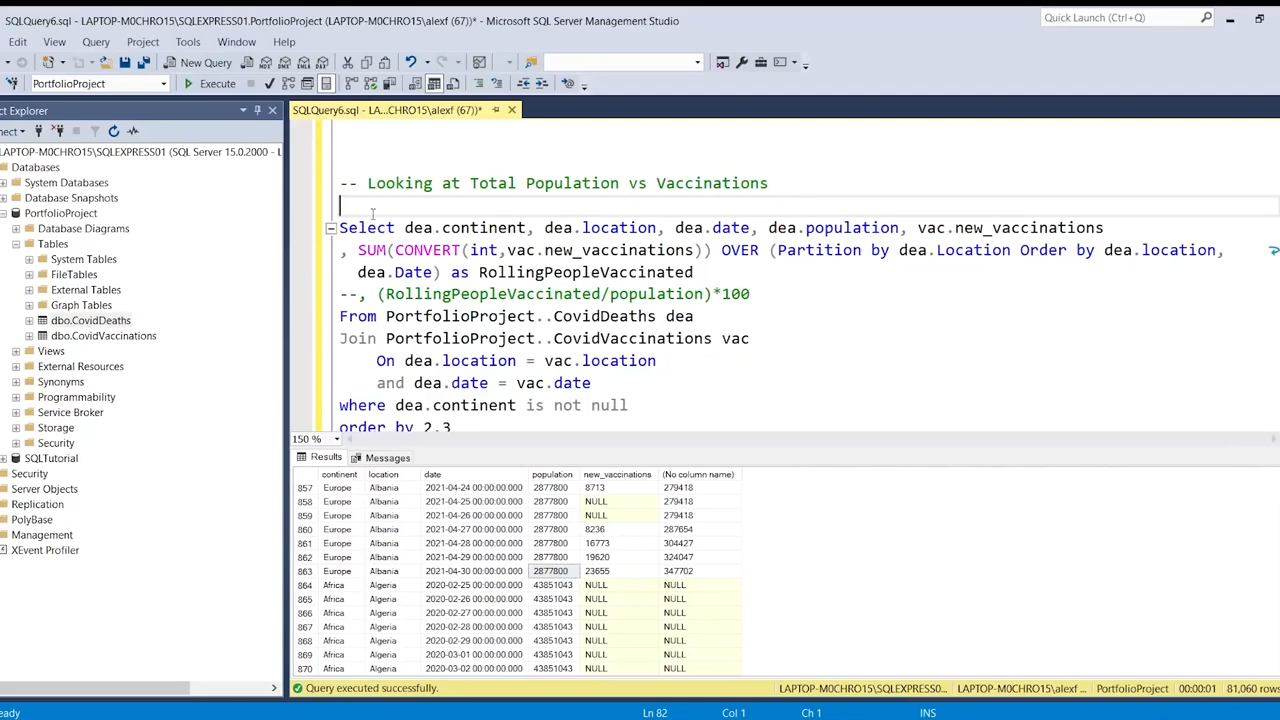 SQLQuery6.sql - LAPTOP-M0CHRO15\SQLEXPRESS01.PortfolioProject (LAPTOP-M0CHRO15\alexf (67))* - Microsoft SQL Server Management Studio
Quick Launch (Ctrl+Q)
Edit View Query Project Tools Window Help
New Query
MDX DMX XMLA DAX
PortfolioProject Execute
ct Explorer
SQLQuery6.sql - LA...CHRO15\alexf (67))*
nect
LAPTOP-M0CHRO15\SQLEXPRESS01 (SQL Server 15.0.2000 - L
Databases
System Databases
Database Snapshots
PortfolioProject
Database Diagrams
Tables
System Tables
FileTables
External Tables
Graph Tables
dbo.CovidDeaths
dbo.CovidVaccinations
Views
External Resources
Synonyms
Programmability
Service Broker
Storage
Security
SQLTutorial
Security
Server Objects
Replication
PolyBase
Management
XEvent Profiler
-- Looking at Total Population vs Vaccinations
Select dea.continent, dea.location, dea.date, dea.population, vac.new_vaccinations
, SUM(CONVERT(int,vac.new_vaccinations)) OVER (Partition by dea.Location Order by dea.location,
dea.Date) as RollingPeopleVaccinated
--, (RollingPeopleVaccinated/population)*100
From PortfolioProject..CovidDeaths dea
Join PortfolioProject..CovidVaccinations vac
On dea.location = vac.location
and dea.date = vac.date
where dea.continent is not null
order by 2,3
150 %
Results Messages
continent location date population new_vaccinations (No column name)
857 Europe Albania 2021-04-24 00:00:00.000 2877800 8713 279418
858 Europe Albania 2021-04-25 00:00:00.000 2877800 NULL 279418
859 Europe Albania 2021-04-26 00:00:00.000 2877800 NULL 279418
860 Europe Albania 2021-04-27 00:00:00.000 2877800 8236 287654
861 Europe Albania 2021-04-28 00:00:00.000 2877800 16773 304427
862 Europe Albania 2021-04-29 00:00:00.000 2877800 19620 324047
863 Europe Albania 2021-04-30 00:00:00.000 2877800 23655 347702
864 Africa Algeria 2020-02-25 00:00:00.000 43851043 NULL NULL
865 Africa Algeria 2020-02-26 00:00:00.000 43851043 NULL NULL
866 Africa Algeria 2020-02-27 00:00:00.000 43851043 NULL NULL
867 Africa Algeria 2020-02-28 00:00:00.000 43851043 NULL NULL
868 Africa Algeria 2020-02-29 00:00:00.000 43851043 NULL NULL
869 Africa Algeria 2020-03-01 00:00:00.000 43851043 NULL NULL
870 Africa Algeria 2020-03-02 00:00:00.000 43851043 NULL NULL
Query executed successfully. LAPTOP-M0CHRO15\SQLEXPRESS0... LAPTOP-M0CHRO15\alexf ... PortfolioProject 00:00:01 81,060 rows
eady Ln 82 Col 1 Ch 1 INS